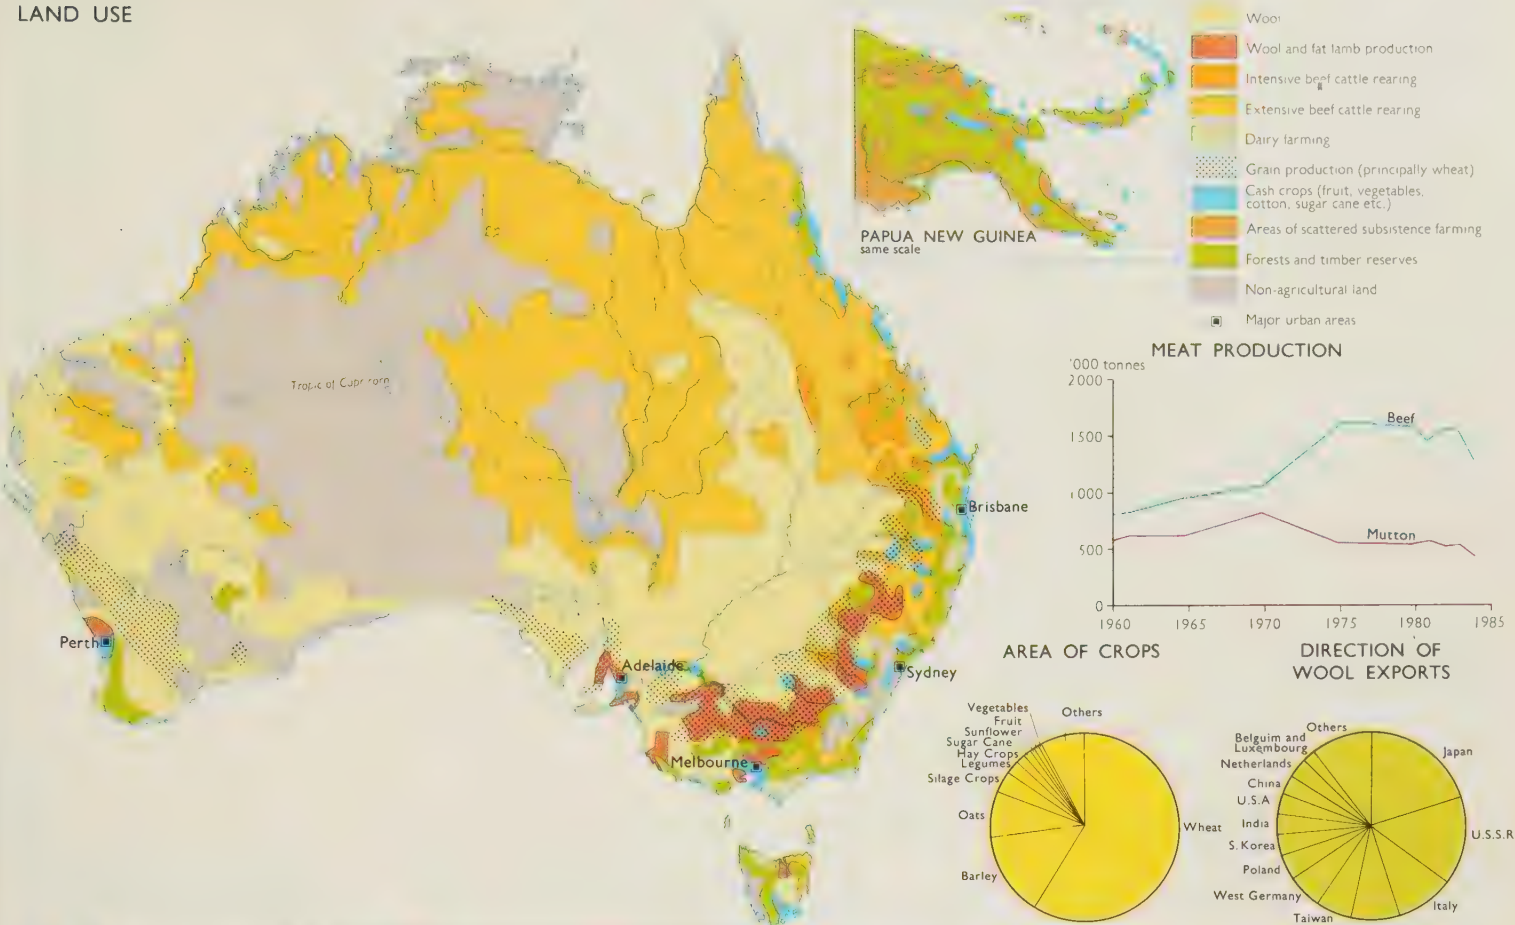 LAND USE
Wool
Wool and fat lamb production
Intensive beef cattle rearing
Extensive beef cattle rearing
Dairy farming
Grain production (principally wheat)
Cash crops (fruit, vegetables,
cotton, sugar cane etc.)
Areas of scattered subsistence farming
Forests and timber reserves
Non-agricultural land
Major urban areas
PAPUA NEW GUINEA
same scale
Tropic of Capricorn
Brisbane
Perth
Adelaide
Sydney
Melbourne
MEAT PRODUCTION
'000 tonnes
2000
1500
1000
500
0
Beef
Mutton
1960 1965 1970 1975 1980 1985
AREA OF CROPS
Vegetables
Fruit
Sunflower
Sugar Cane
Hay Crops
Legumes
Silage Crops
Oats
Barley
Others
Wheat
DIRECTION OF
WOOL EXPORTS
Others
Belguim and
Luxembourg
Netherlands
China
U.S.A
India
S. Korea
Poland
West Germany
Taiwan
Japan
U.S.S.R
Italy